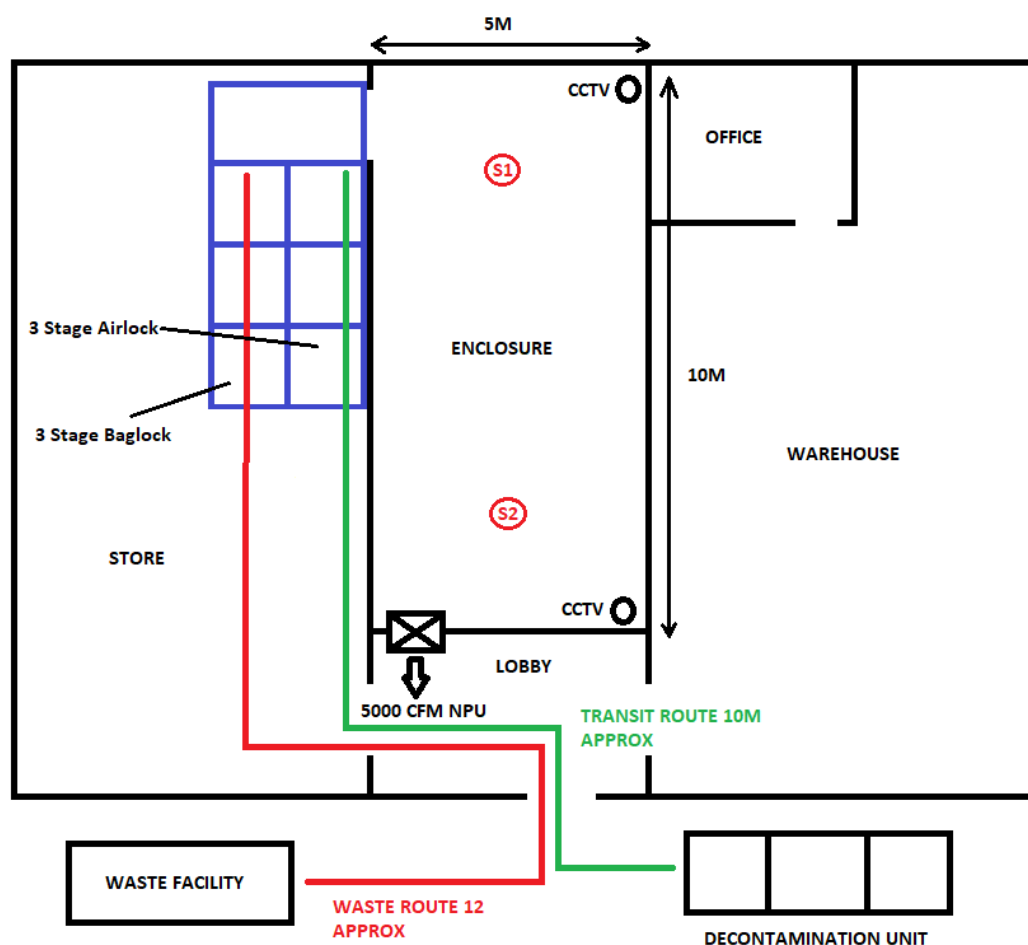 5M
CCTV
OFFICE
S1
3 Stage Airlock
ENCLOSURE
10M
3 Stage Baglock
WAREHOUSE
S2
STORE
CCTV
LOBBY
5000 CFM NPU
TRANSIT ROUTE 10M
APPROX
WASTE FACILITY
WASTE ROUTE 12
APPROX
DECONTAMINATION UNIT